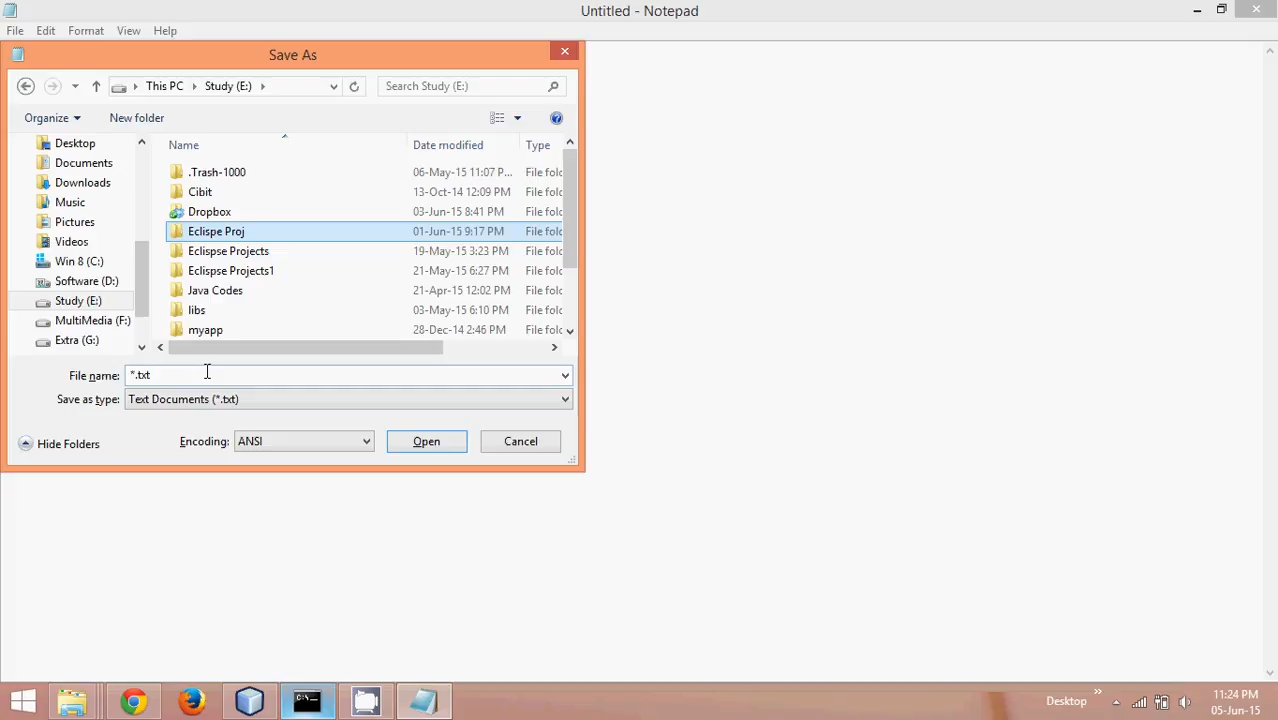 Untitled - Notepad
File Edit Format View Help
Save As
This PC Study (E:) Search Study (E:)
Organize New folder
Name Date modified Type
Desktop
Documents
Downloads
Music
Pictures
Videos
Win 8 (C:)
Software (D:)
Study (E:)
MultiMedia (F:)
Extra (G:)
.Trash-1000 06-May-15 11:07 P... File fold
Cibit 13-Oct-14 12:09 PM File fold
Dropbox 03-Jun-15 8:41 PM File fold
Eclispe Proj 01-Jun-15 9:17 PM File fold
Eclispse Projects 19-May-15 3:23 PM File fold
Eclispse Projects1 21-May-15 6:27 PM File fold
Java Codes 21-Apr-15 12:02 PM File fold
libs 03-May-15 6:10 PM File fold
myapp 28-Dec-14 2:46 PM File fold
File name: *.txt
Save as type: Text Documents (*.txt)
Hide Folders Encoding: ANSI Open Cancel
Desktop
11:24 PM
05-Jun-15